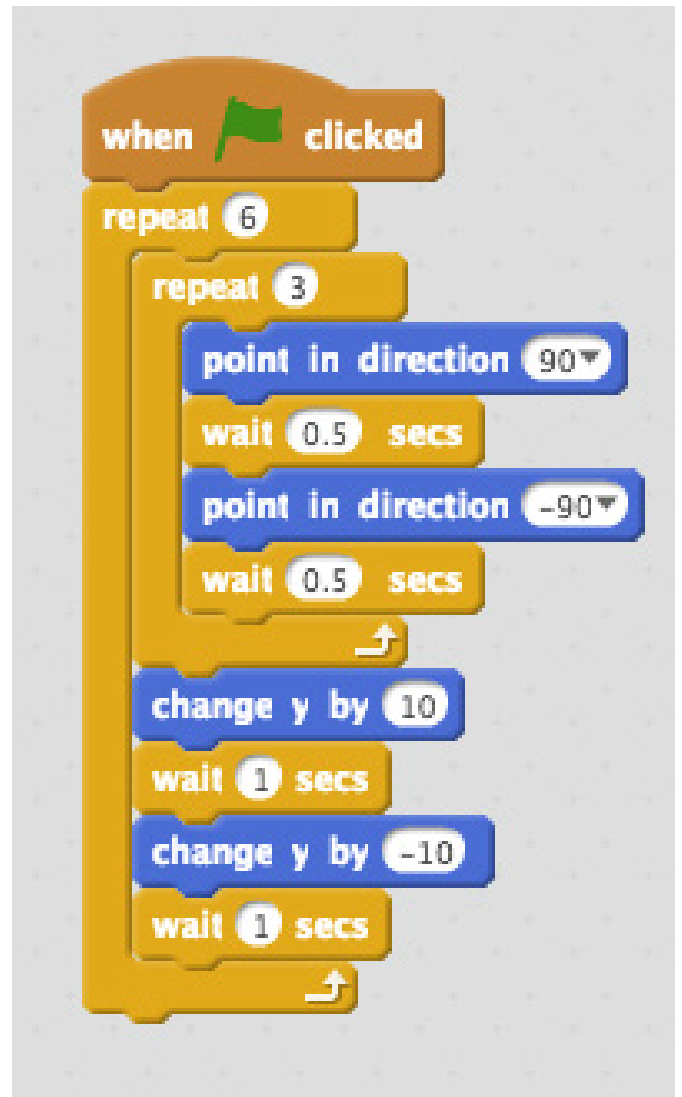 when clicked
repeat 6
repeat 3
point in direction 90
wait 0.5 secs
point in direction -90
wait 0.5 secs
change y by 10
wait 1 secs
change y by -10
wait 1 secs